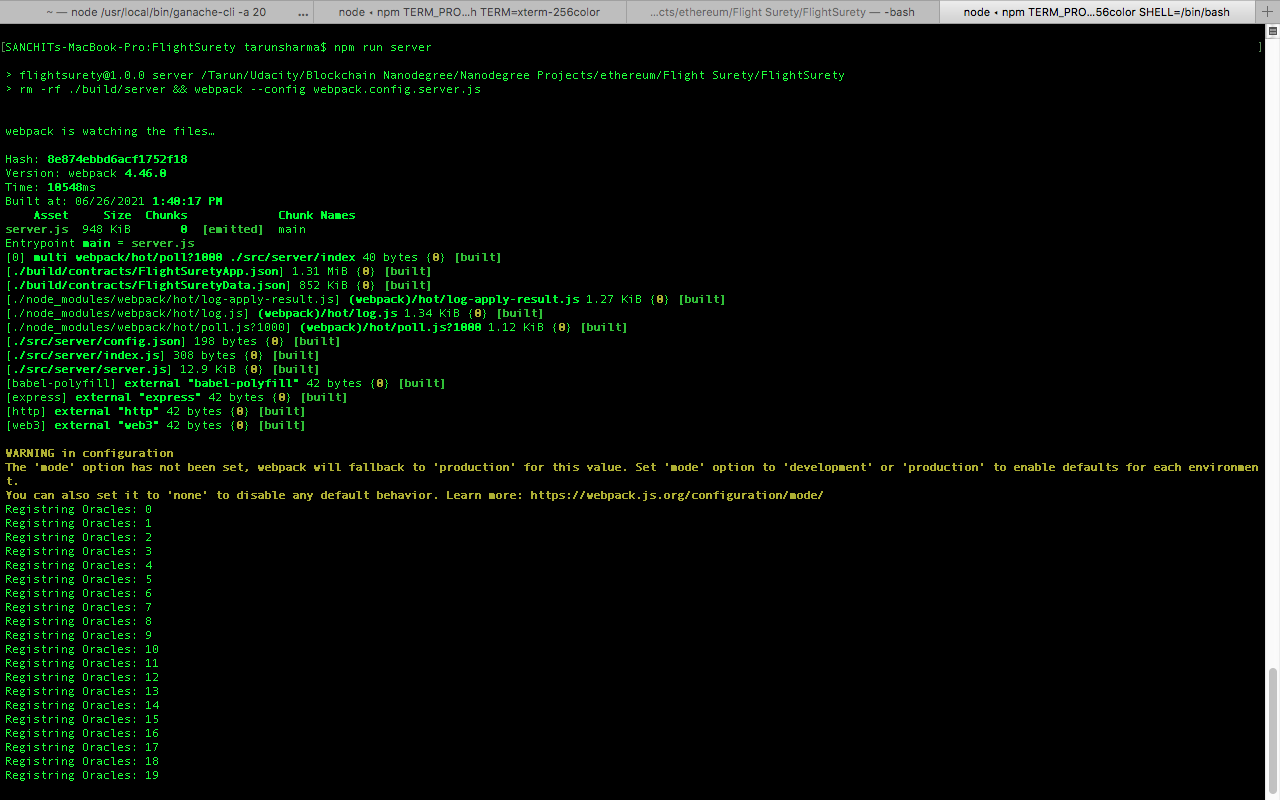 ~ — node /usr/local/bin/ganache-cli -a 20 ...
node • npm TERM_PRO...h TERM=xterm-256color
...cts/ethereum/Flight Surety/FlightSurety — -bash
node • npm TERM_PRO...56color SHELL=/bin/bash
[SANCHITs-MacBook-Pro:FlightSurety tarunsharma$ npm run server ]
> flightsurety@1.0.0 server /Tarun/Udacity/Blockchain Nanodegree/Nanodegree Projects/ethereum/Flight Surety/FlightSurety
> rm -rf ./build/server && webpack --config webpack.config.server.js
webpack is watching the files…
Hash: 8e874ebbd6acf1752f18
Version: webpack 4.46.0
Time: 10548ms
Built at: 06/26/2021 1:40:17 PM
Asset Size Chunks Chunk Names
server.js 948 KiB 0 [emitted] main
Entrypoint main = server.js
[0] multi webpack/hot/poll?1000 ./src/server/index 40 bytes {0} [built]
[./build/contracts/FlightSuretyApp.json] 1.31 MiB {0} [built]
[./build/contracts/FlightSuretyData.json] 852 KiB {0} [built]
[./node_modules/webpack/hot/log-apply-result.js] (webpack)/hot/log-apply-result.js 1.27 KiB {0} [built]
[./node_modules/webpack/hot/log.js] (webpack)/hot/log.js 1.34 KiB {0} [built]
[./node_modules/webpack/hot/poll.js?1000] (webpack)/hot/poll.js?1000 1.12 KiB {0} [built]
[./src/server/config.json] 198 bytes {0} [built]
[./src/server/index.js] 308 bytes {0} [built]
[./src/server/server.js] 12.9 KiB {0} [built]
[babel-polyfill] external "babel-polyfill" 42 bytes {0} [built]
[express] external "express" 42 bytes {0} [built]
[http] external "http" 42 bytes {0} [built]
[web3] external "web3" 42 bytes {0} [built]
WARNING in configuration
The 'mode' option has not been set, webpack will fallback to 'production' for this value. Set 'mode' option to 'development' or 'production' to enable defaults for each environmen
t.
You can also set it to 'none' to disable any default behavior. Learn more: https://webpack.js.org/configuration/mode/
Registring Oracles: 0
Registring Oracles: 1
Registring Oracles: 2
Registring Oracles: 3
Registring Oracles: 4
Registring Oracles: 5
Registring Oracles: 6
Registring Oracles: 7
Registring Oracles: 8
Registring Oracles: 9
Registring Oracles: 10
Registring Oracles: 11
Registring Oracles: 12
Registring Oracles: 13
Registring Oracles: 14
Registring Oracles: 15
Registring Oracles: 16
Registring Oracles: 17
Registring Oracles: 18
Registring Oracles: 19